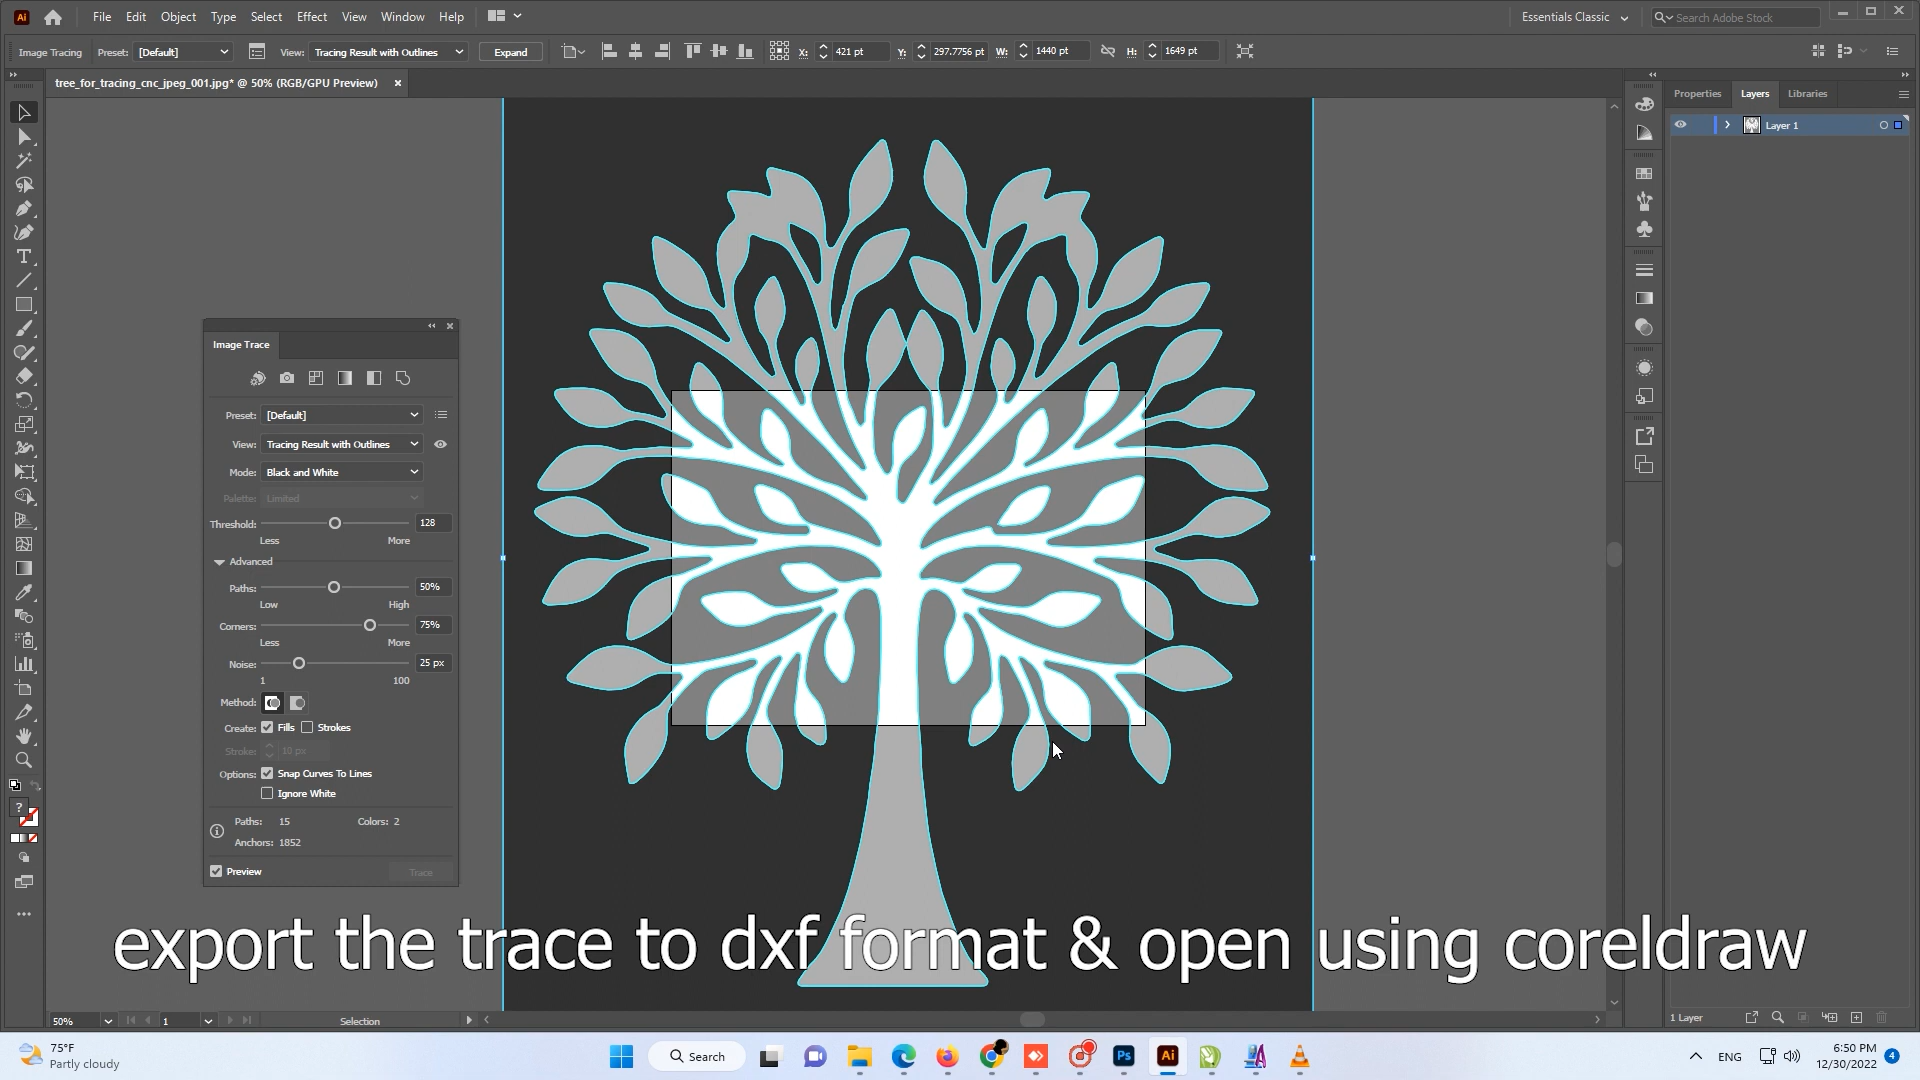 Ai File Edit Object Type Select Effect View Window Help Essentials Classic Search Adobe Stock
Image Tracing Preset: [Default] View: Tracing Result with Outlines Expand X: 421 pt Y: 297.7756 pt W: 1440 pt H: 1649 pt
tree_for_tracing_cnc_jpeg_001.jpg* @ 50% (RGB/GPU Preview)
Properties Layers Libraries
Layer 1
Image Trace
Preset: [Default]
View: Tracing Result with Outlines
Mode: Black and White
Palette: Limited
Threshold: 128
Less More
Advanced
Paths: 50%
Low High
Corners: 75%
Less More
Noise: 25 px
1 100
Method:
Create: Fills Strokes
Stroke: 10 px
Options: Snap Curves To Lines
Ignore White
Paths: 15 Colors: 2
Anchors: 1852
Preview Trace
export the trace to dxf format & open using coreldraw
50% 1 Selection 1 Layer
75°F
Partly cloudy
Search Ps Ai
ENG
6:50 PM
12/30/2022
4